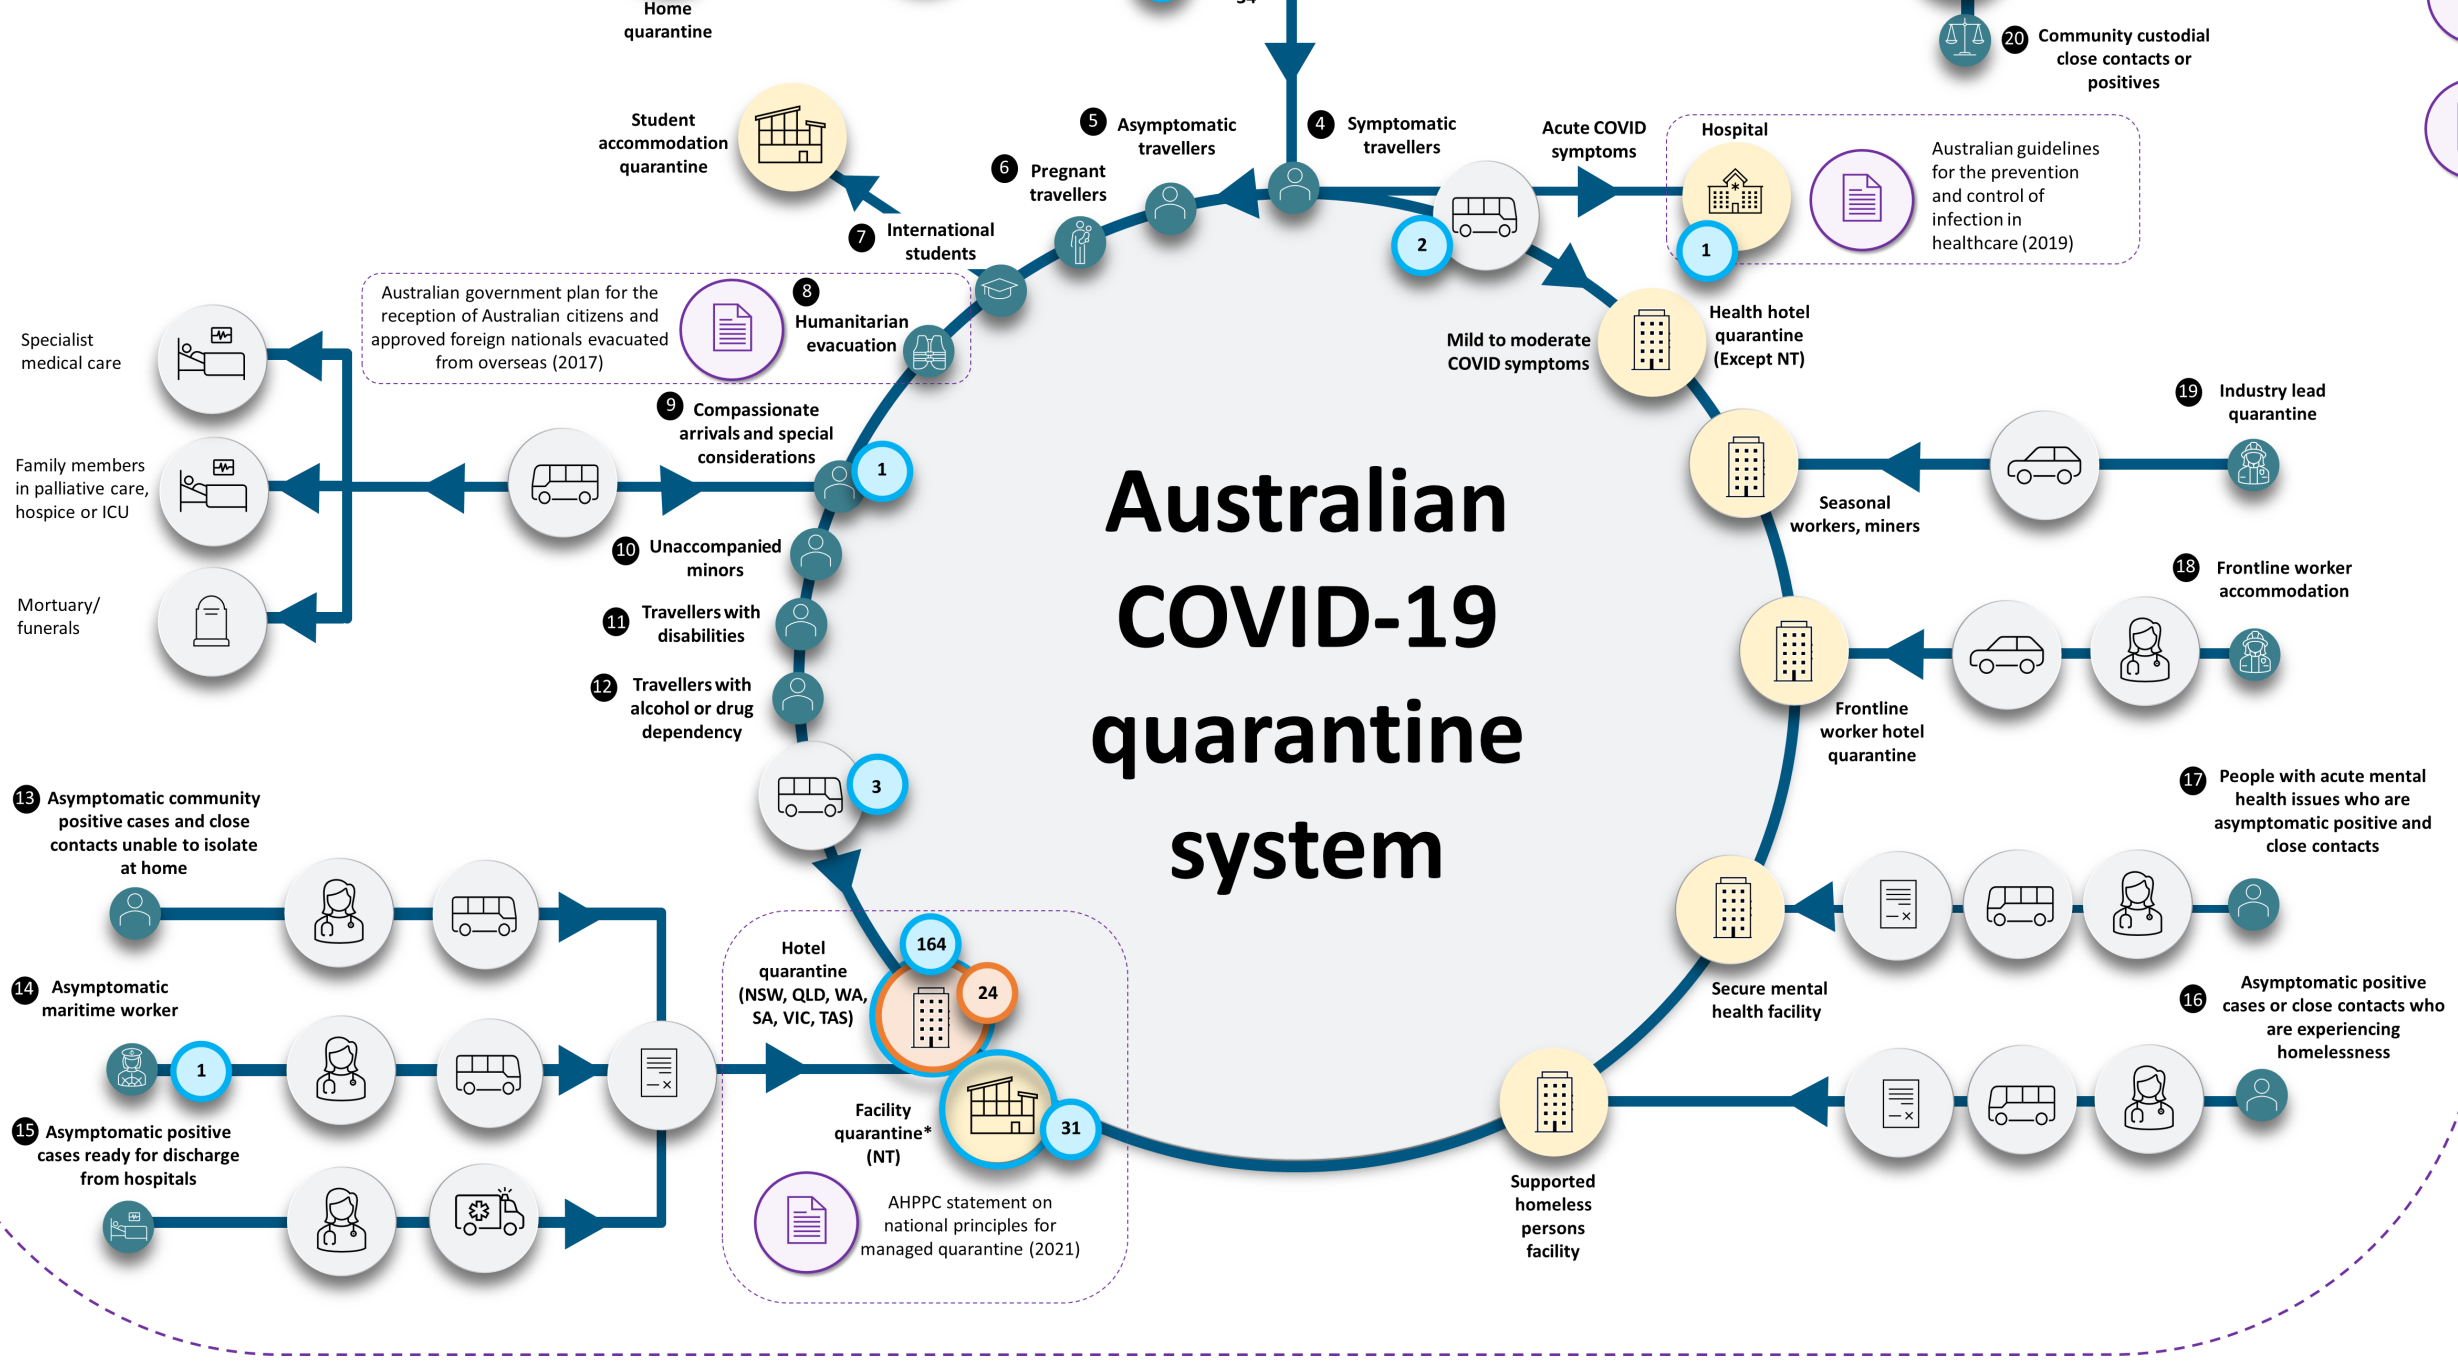 Home
quarantine
34
20 Community custodial
close contacts or
positives
Student
accommodation
quarantine
5 Asymptomatic
travellers
4 Symptomatic
travellers
Acute COVID
symptoms
Hospital
Australian guidelines
for the prevention
and control of
infection in
healthcare (2019)
1
2
6 Pregnant
travellers
7 International
students
Australian government plan for the
reception of Australian citizens and
approved foreign nationals evacuated
from overseas (2017)
8
Humanitarian
evacuation
Mild to moderate
COVID symptoms
Health hotel
quarantine
(Except NT)
Specialist
medical care
Family members
in palliative care,
hospice or ICU
Mortuary/
funerals
9 Compassionate
arrivals and special
considerations
1
10 Unaccompanied
minors
11 Travellers with
disabilities
12 Travellers with
alcohol or drug
dependency
3
Australian
COVID-19
quarantine
system
19 Industry lead
quarantine
Seasonal
workers, miners
18 Frontline worker
accommodation
Frontline
worker hotel
quarantine
17 People with acute mental
health issues who are
asymptomatic positive and
close contacts
Secure mental
health facility
16 Asymptomatic positive
cases or close contacts who
are experiencing
homelessness
Supported
homeless
persons
facility
13 Asymptomatic community
positive cases and close
contacts unable to isolate
at home
14 Asymptomatic
maritime worker
1
15 Asymptomatic positive
cases ready for discharge
from hospitals
Hotel
quarantine
(NSW, QLD, WA,
SA, VIC, TAS)
164
24
Facility
quarantine*
(NT)
31
AHPPC statement on
national principles for
managed quarantine (2021)